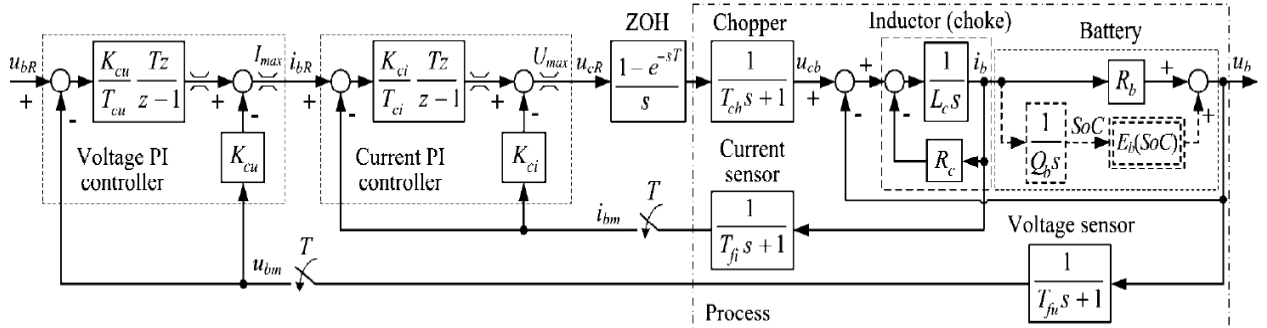 ZOH
Chopper
Inductor (choke)
Battery
u_bR
K_cu / T_cu
Tz / z − 1
I_max
i_bR
K_ci / T_ci
Tz / z − 1
U_max
u_cR
1 − e^−sT / s
1 / T_ch s + 1
u_cb
1 / L_c s
i_b
R_b
u_b
+
-
+
-
+
-
+
-
+
-
+
-
+
+
Voltage PI
controller
K_cu
Current PI
controller
K_ci
Current
sensor
R_c
1 / Q_b s
SoC
E_b(SoC)
i_bm
T
1 / T_fi s + 1
Voltage sensor
u_bm
T
1 / T_fu s + 1
Process